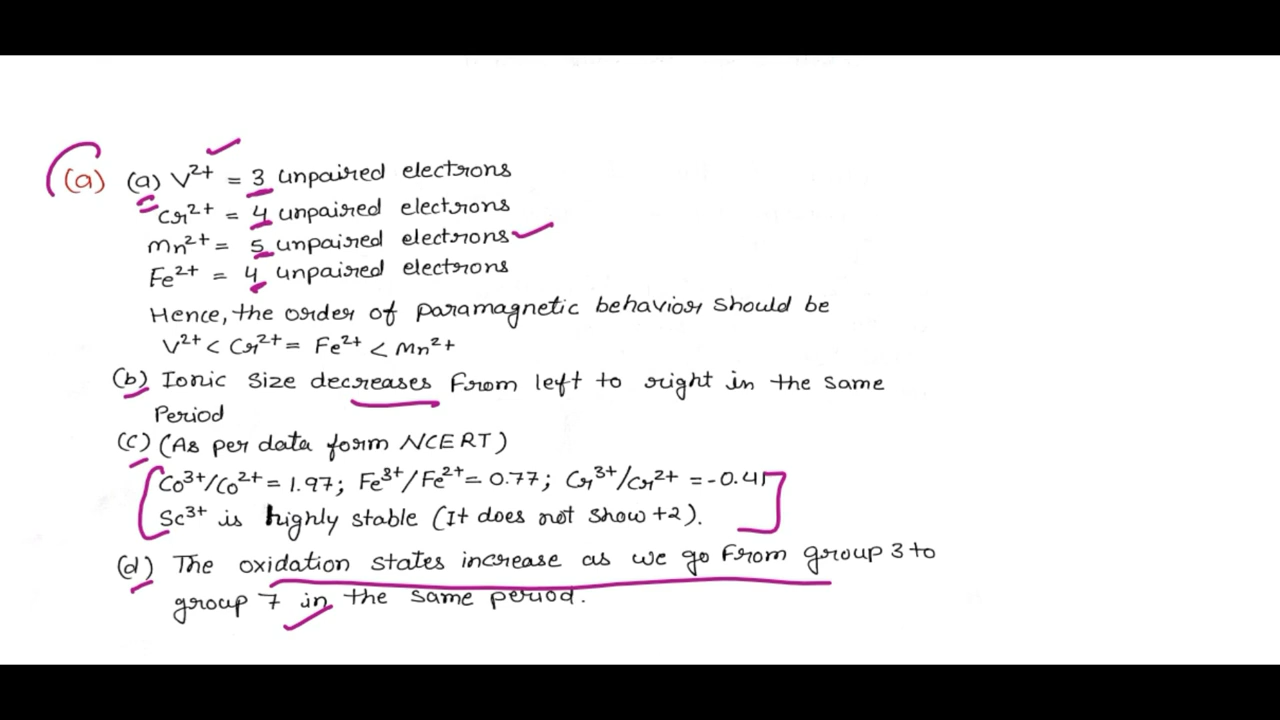 (a) (a) V²⁺ = 3 unpaired electrons
Cr²⁺ = 4 unpaired electrons
Mn²⁺ = 5 unpaired electrons
Fe²⁺ = 4 unpaired electrons
Hence, the order of paramagnetic behavior should be
V²⁺ < Cr²⁺ = Fe²⁺ < Mn²⁺
(b) Ionic size decreases from left to right in the same
Period
(c) (As per data form NCERT)
Co³⁺/Co²⁺ = 1.97; Fe³⁺/Fe²⁺ = 0.77; Cr³⁺/Cr²⁺ = -0.41
Sc³⁺ is highly stable (It does not show +2).
(d) The oxidation states increase as we go from group 3 to
group 7 in the same period.